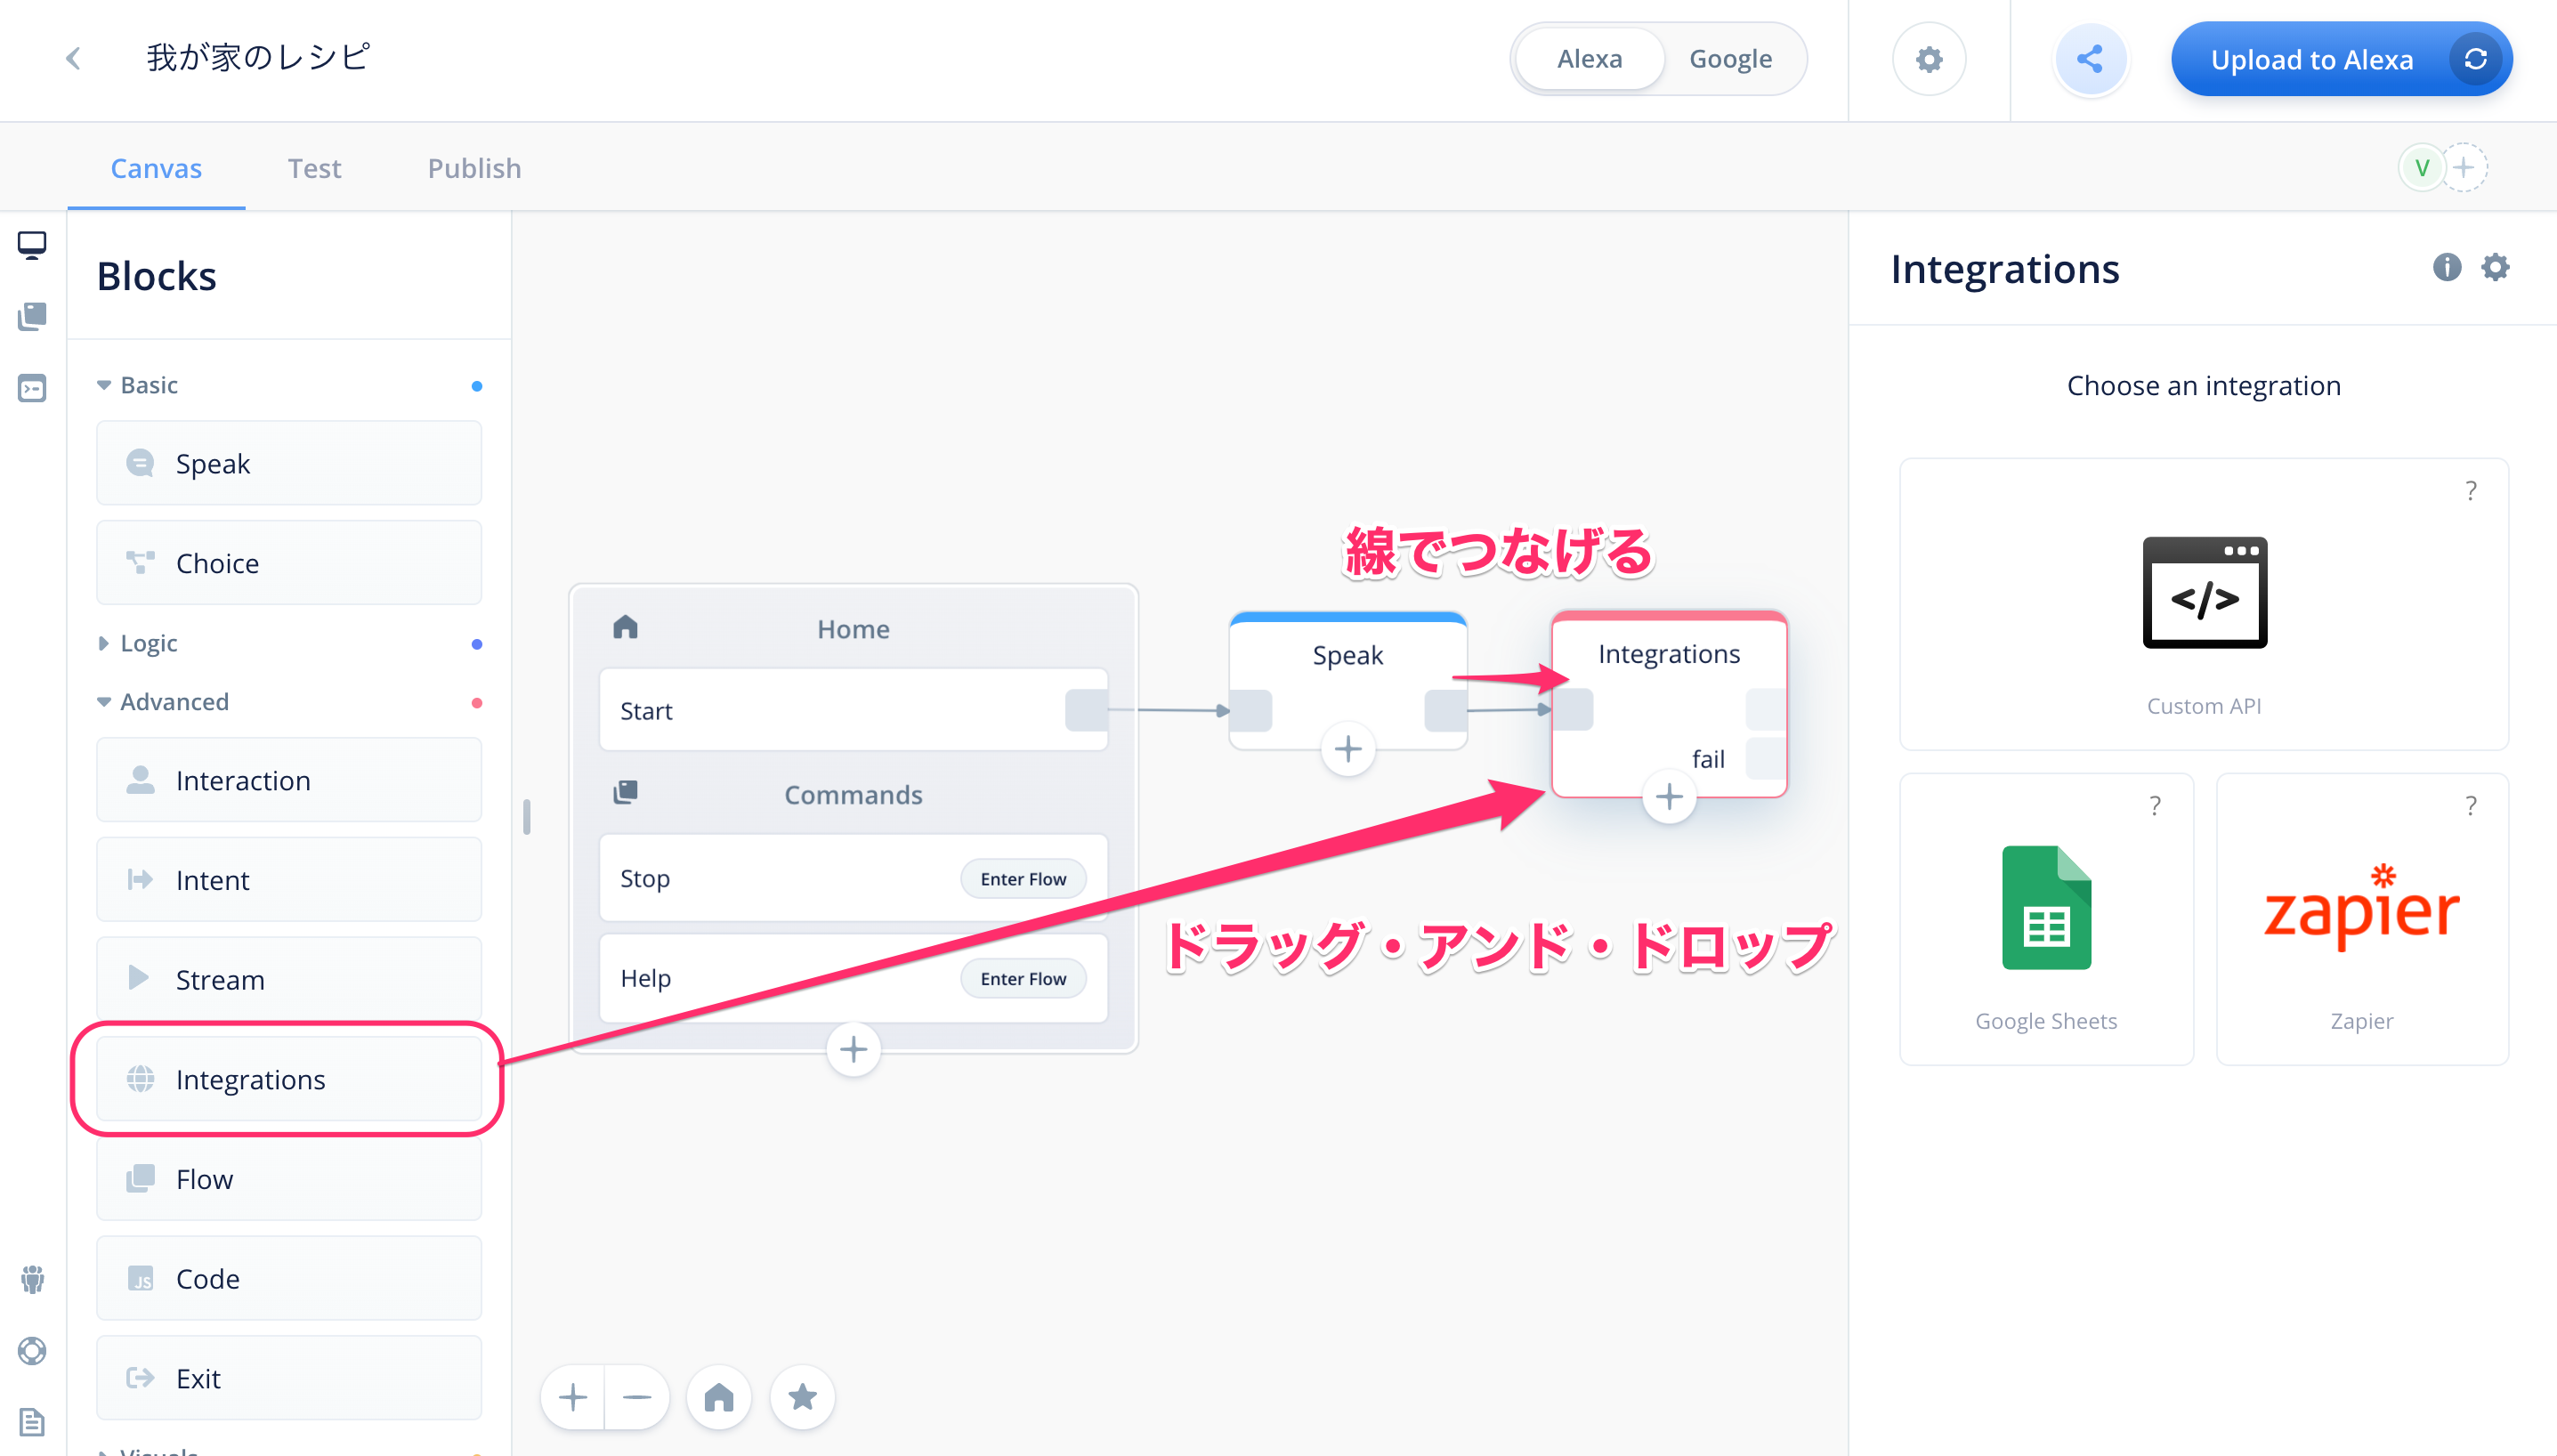 我が家のレシピ
Alexa
Google
Upload to Alexa
Canvas
Test
Publish
V
Blocks
Basic
Speak
Choice
Logic
Advanced
Interaction
Intent
Stream
Integrations
Flow
JS
Code
Exit
Visuals
Home
Start
Commands
Stop
Enter Flow
Help
Enter Flow
線でつなげる
Speak
Integrations
fail
ドラッグ・アンド・ドロップ
Integrations
Choose an integration
?
</>
Custom API
?
Google Sheets
?
zapier
Zapier